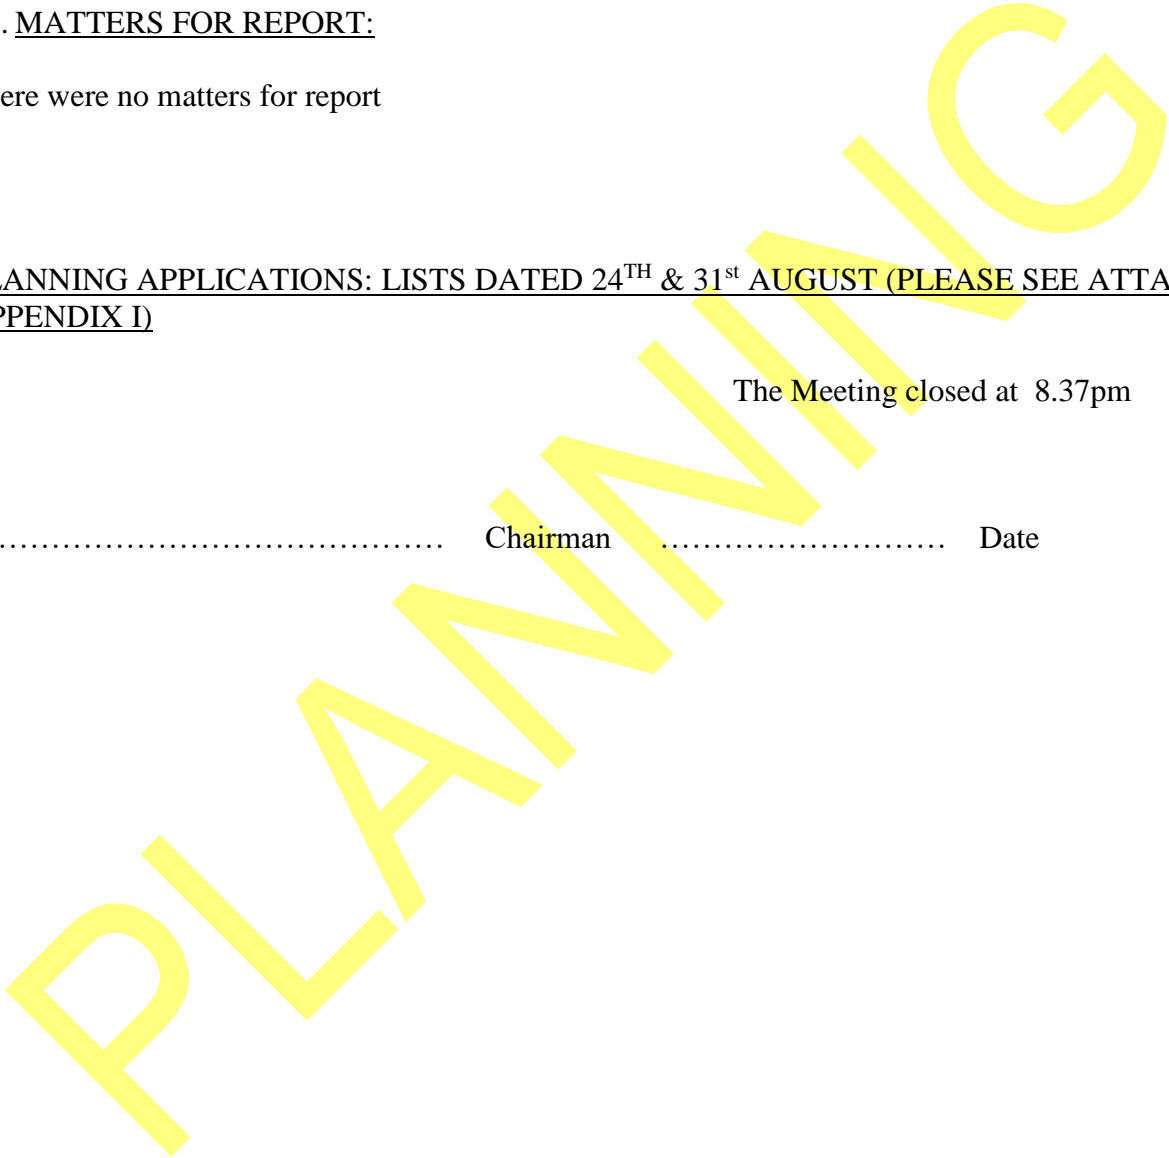 . MATTERS FOR REPORT:
ere were no matters for report
LANNING APPLICATIONS: LISTS DATED 24TH & 31st AUGUST (PLEASE SEE ATTA
PPENDIX I)
The Meeting closed at 8.37pm
…………………………………… Chairman ……………………… Date
PLANNING